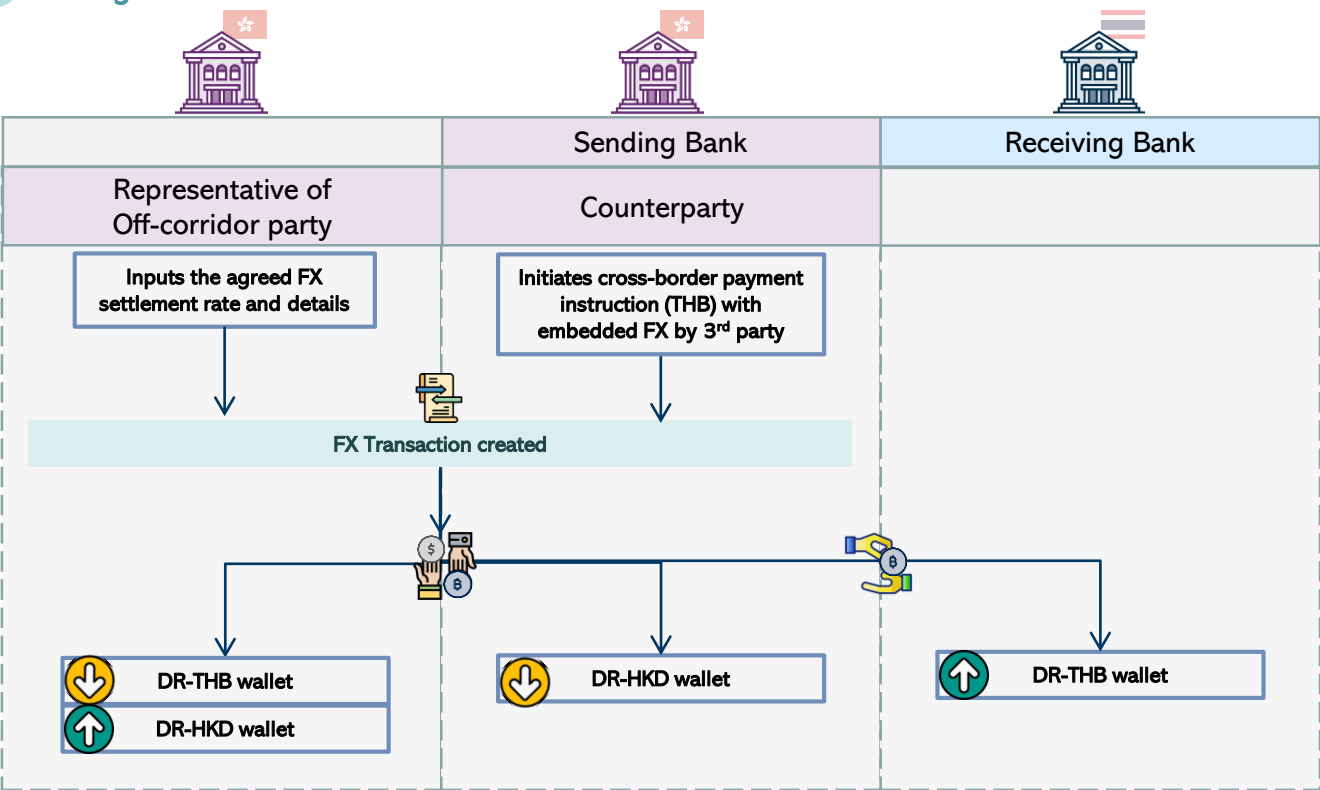 Sending Bank
Receiving Bank
Representative of
Off-corridor party
Counterparty
Inputs the agreed FX
settlement rate and details
Initiates cross-border payment
instruction (THB) with
embedded FX by 3rd party
FX Transaction created
$
฿
฿
DR-THB wallet
DR-HKD wallet
DR-HKD wallet
DR-THB wallet